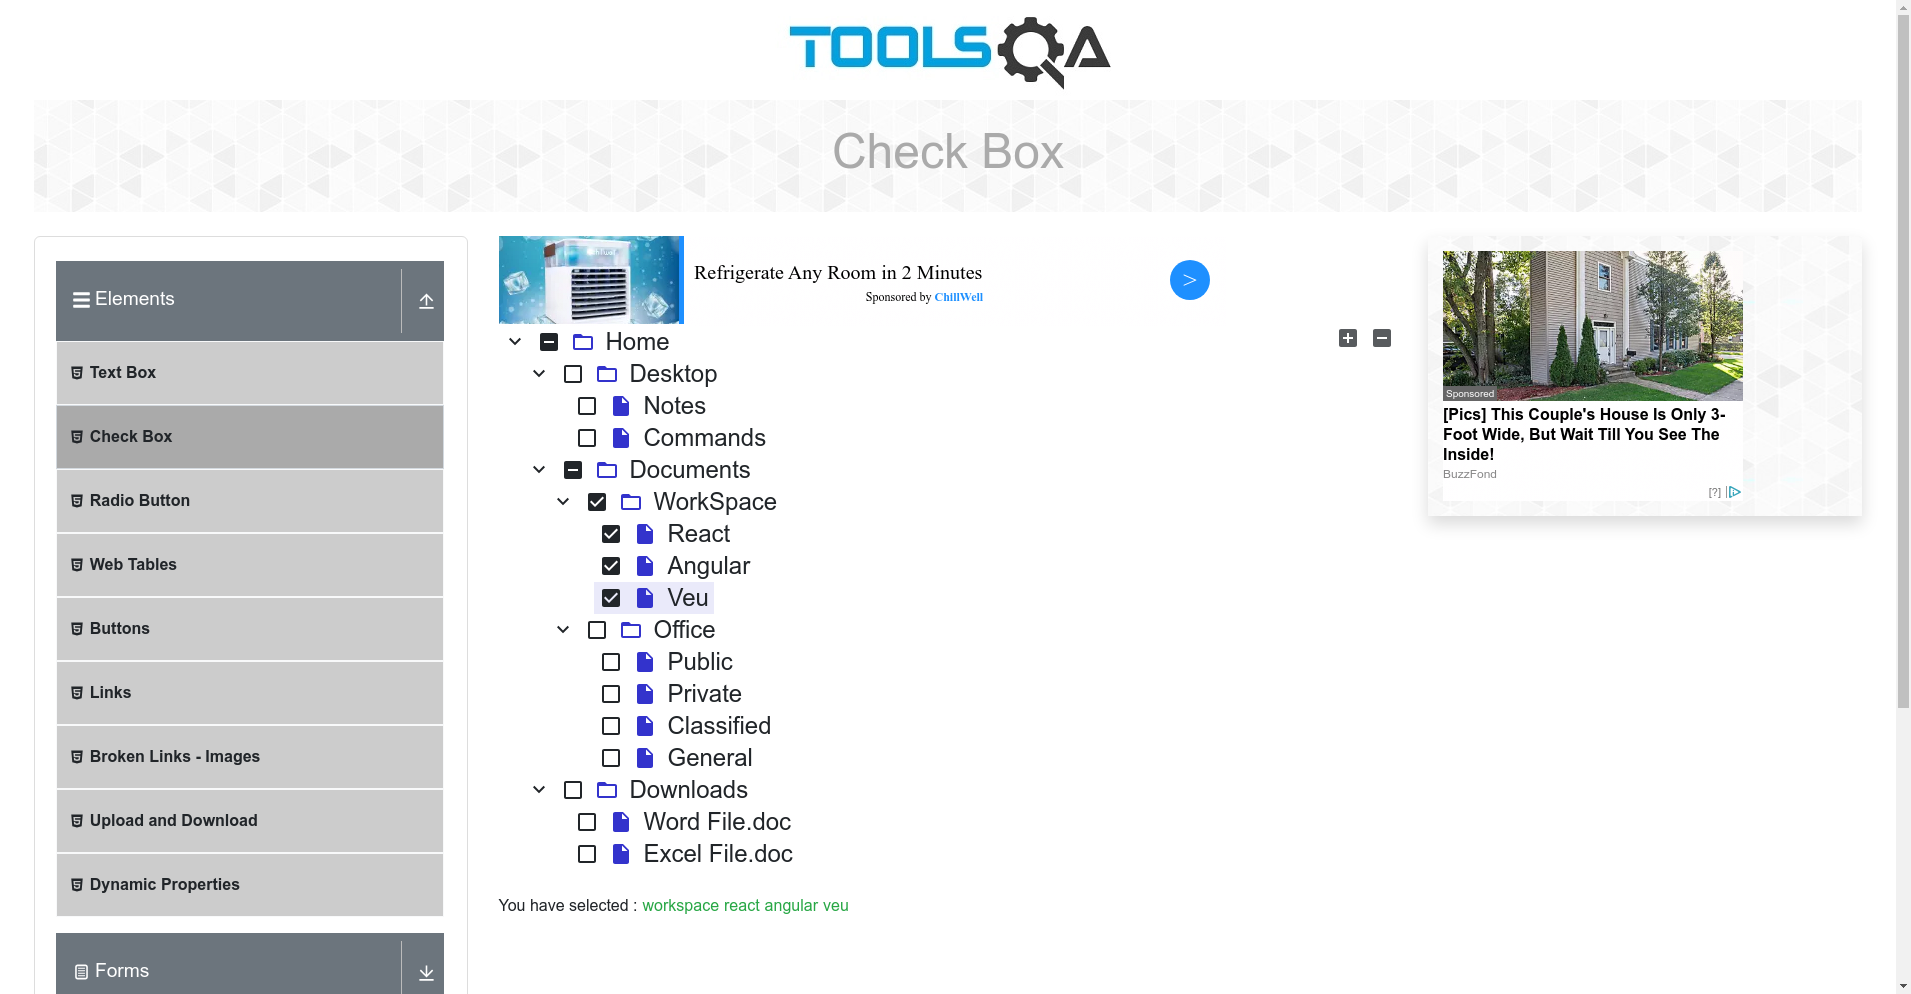 TOOLSQA
Check Box
Elements
Text Box
Check Box
Radio Button
Web Tables
Buttons
Links
Broken Links - Images
Upload and Download
Dynamic Properties
Forms
Refrigerate Any Room in 2 Minutes
Sponsored by ChillWell
>
Home
Desktop
Notes
Commands
Documents
WorkSpace
React
Angular
Veu
Office
Public
Private
Classified
General
Downloads
Word File.doc
Excel File.doc
You have selected : workspace react angular veu
Sponsored
[Pics] This Couple's House Is Only 3-
Foot Wide, But Wait Till You See The
Inside!
BuzzFond
[?]